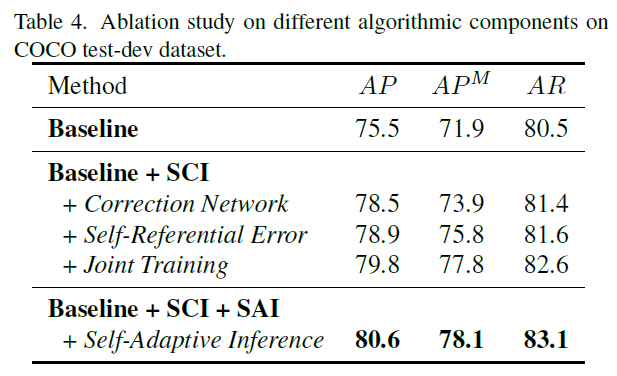 Table 4. Ablation study on different algorithmic components on
COCO test-dev dataset.
Method AP AP^M AR
Baseline 75.5 71.9 80.5
Baseline + SCI
+ Correction Network 78.5 73.9 81.4
+ Self-Referential Error 78.9 75.8 81.6
+ Joint Training 79.8 77.8 82.6
Baseline + SCI + SAI
+ Self-Adaptive Inference 80.6 78.1 83.1